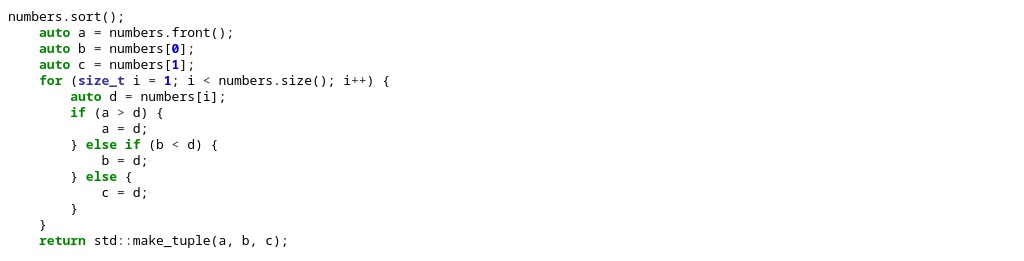 numbers.sort();
    auto a = numbers.front();
    auto b = numbers[0];
    auto c = numbers[1];
    for (size_t i = 1; i < numbers.size(); i++) {
        auto d = numbers[i];
        if (a > d) {
            a = d;
        } else if (b < d) {
            b = d;
        } else {
            c = d;
        }
    }
    return std::make_tuple(a, b, c);